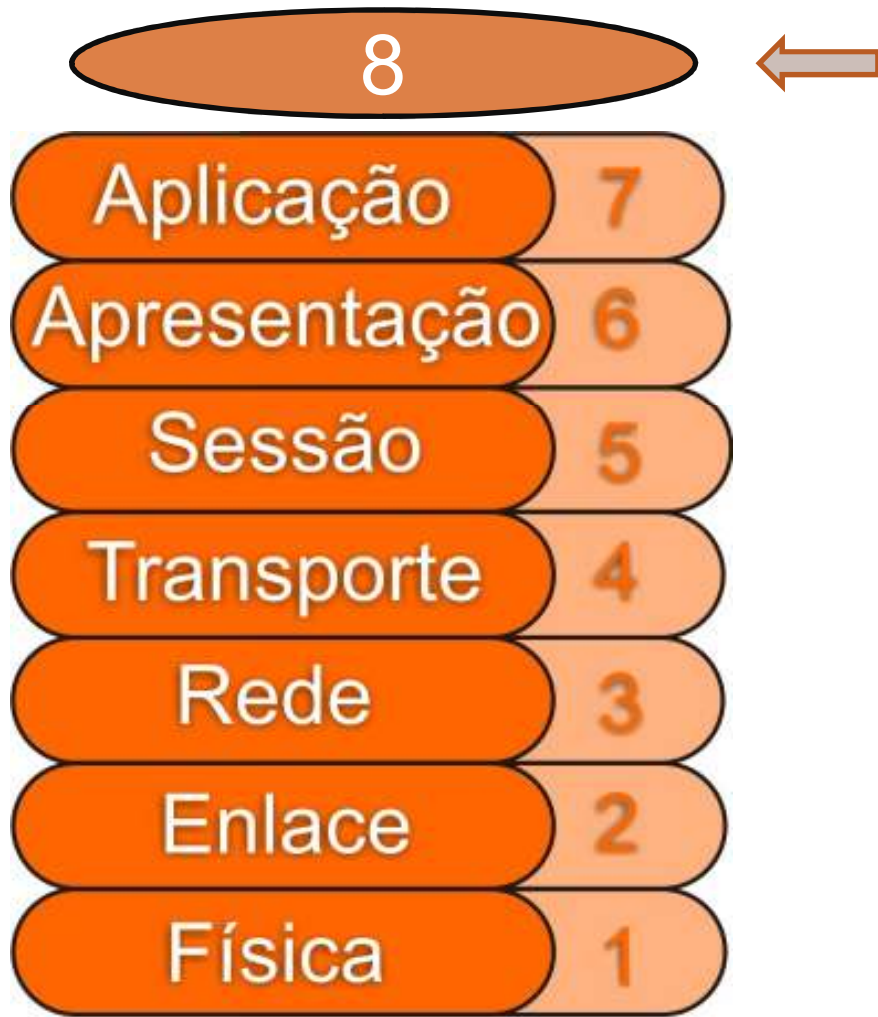 8
Aplicação 7
Apresentação 6
Sessão 5
Transporte 4
Rede 3
Enlace 2
Física 1